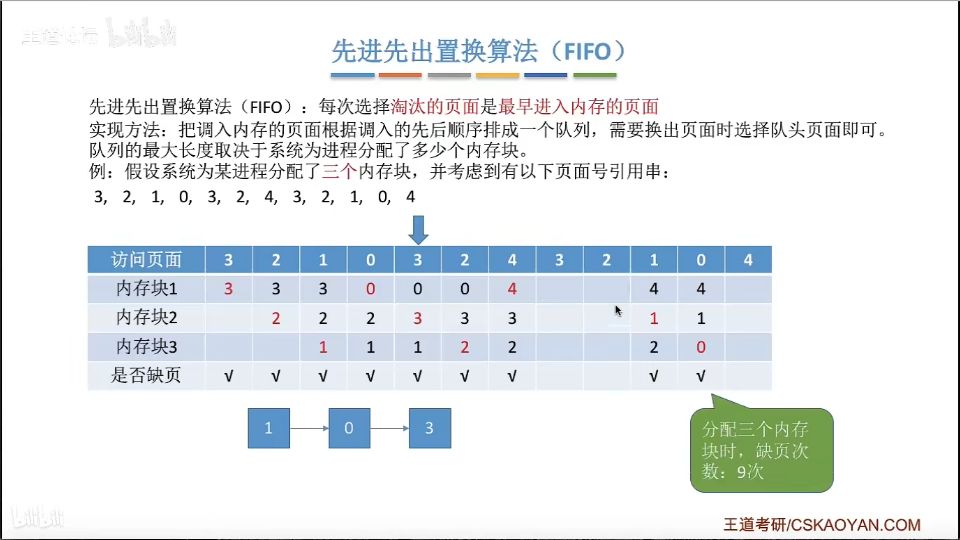 王道考研 bilibili
先进先出置换算法（FIFO）
先进先出置换算法（FIFO）：每次选择淘汰的页面是最早进入内存的页面
实现方法：把调入内存的页面根据调入的先后顺序排成一个队列，需要换出页面时选择队头页面即可。
队列的最大长度取决于系统为进程分配了多少个内存块。
例：假设系统为某进程分配了三个内存块，并考虑到有以下页面号引用串：
3, 2, 1, 0, 3, 2, 4, 3, 2, 1, 0, 4
访问页面 3 2 1 0 3 2 4 3 2 1 0 4
内存块1 3 3 3 0 0 0 4 4 4
内存块2 2 2 2 3 3 3 1 1
内存块3 1 1 1 2 2 2 0
是否缺页 √ √ √ √ √ √ √ √ √
1 0 3
分配三个内存
块时，缺页次
数：9次
bilibili
王道考研/CSKAOYAN.COM